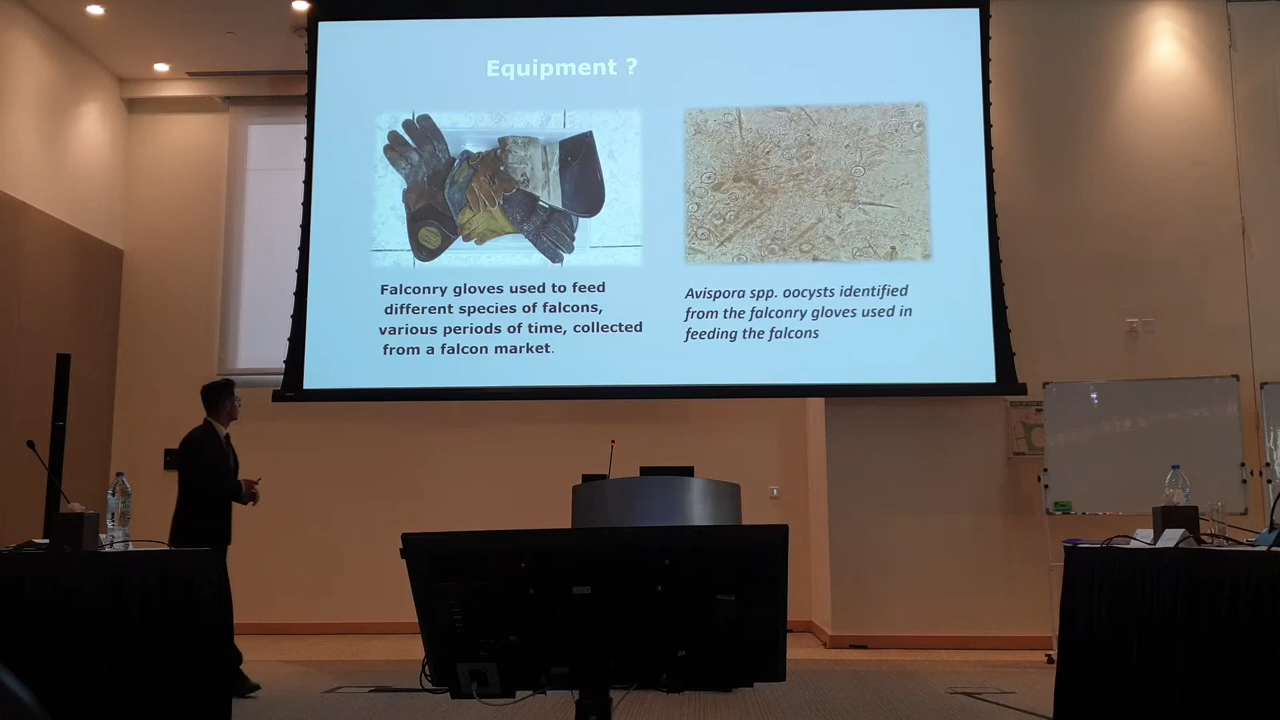 Equipment ?
Falconry gloves used to feed
different species of falcons,
various periods of time, collected
from a falcon market.
Avispora spp. oocysts identified
from the falconry gloves used in
feeding the falcons